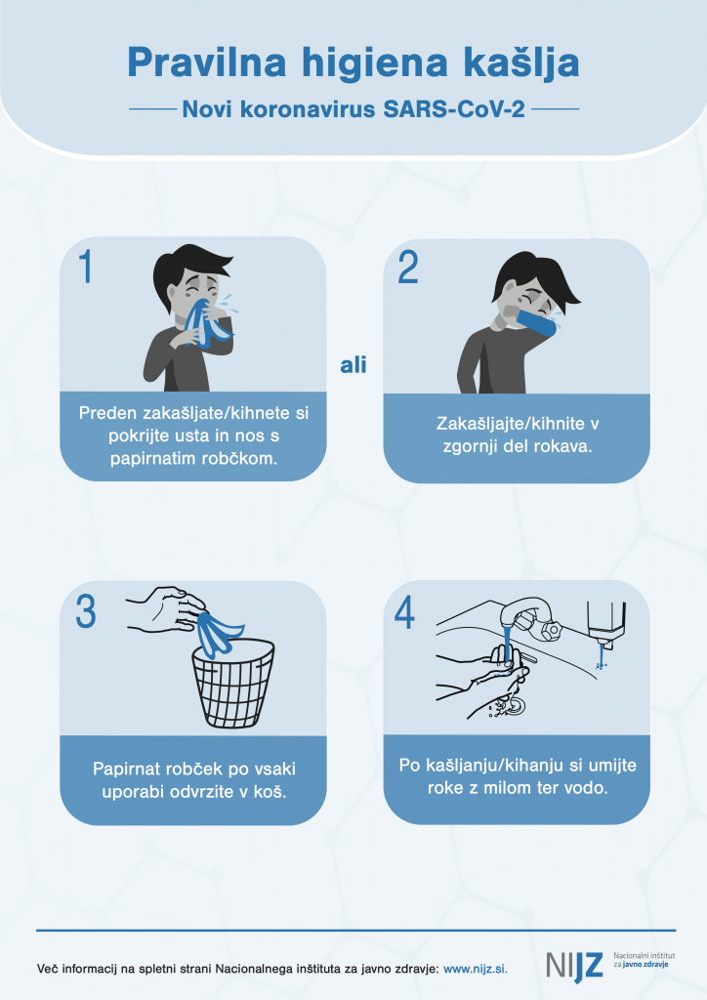 Pravilna higiena kašlja
Novi koronavirus SARS-CoV-2
1
Preden zakašljate/kihnete si
pokrijte usta in nos s
papirnatim robčkom.
ali
2
Zakašljajte/kihnite v
zgornji del rokava.
3
Papirnat robček po vsaki
uporabi odvrzite v koš.
4
Po kašljanju/kihanju si umijte
roke z milom ter vodo.
Več informacij na spletni strani Nacionalnega inštituta za javno zdravje: www.nijz.si.
NIJZ
Nacionalni inštitut
za javno zdravje